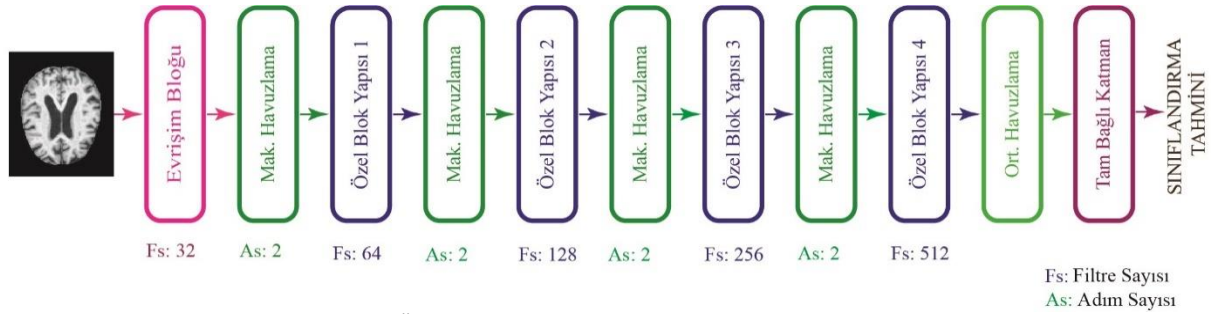 Evrişim Bloğu
Mak. Havuzlama
Özel Blok Yapısı 1
Mak. Havuzlama
Özel Blok Yapısı 2
Mak. Havuzlama
Özel Blok Yapısı 3
Mak. Havuzlama
Özel Blok Yapısı 4
Ort. Havuzlama
Tam Bağlı Katman
SINIFLANDIRMA
TAHMİNİ
Fs: 32
As: 2
Fs: 64
As: 2
Fs: 128
As: 2
Fs: 256
As: 2
Fs: 512
Fs: Filtre Sayısı
As: Adım Sayısı